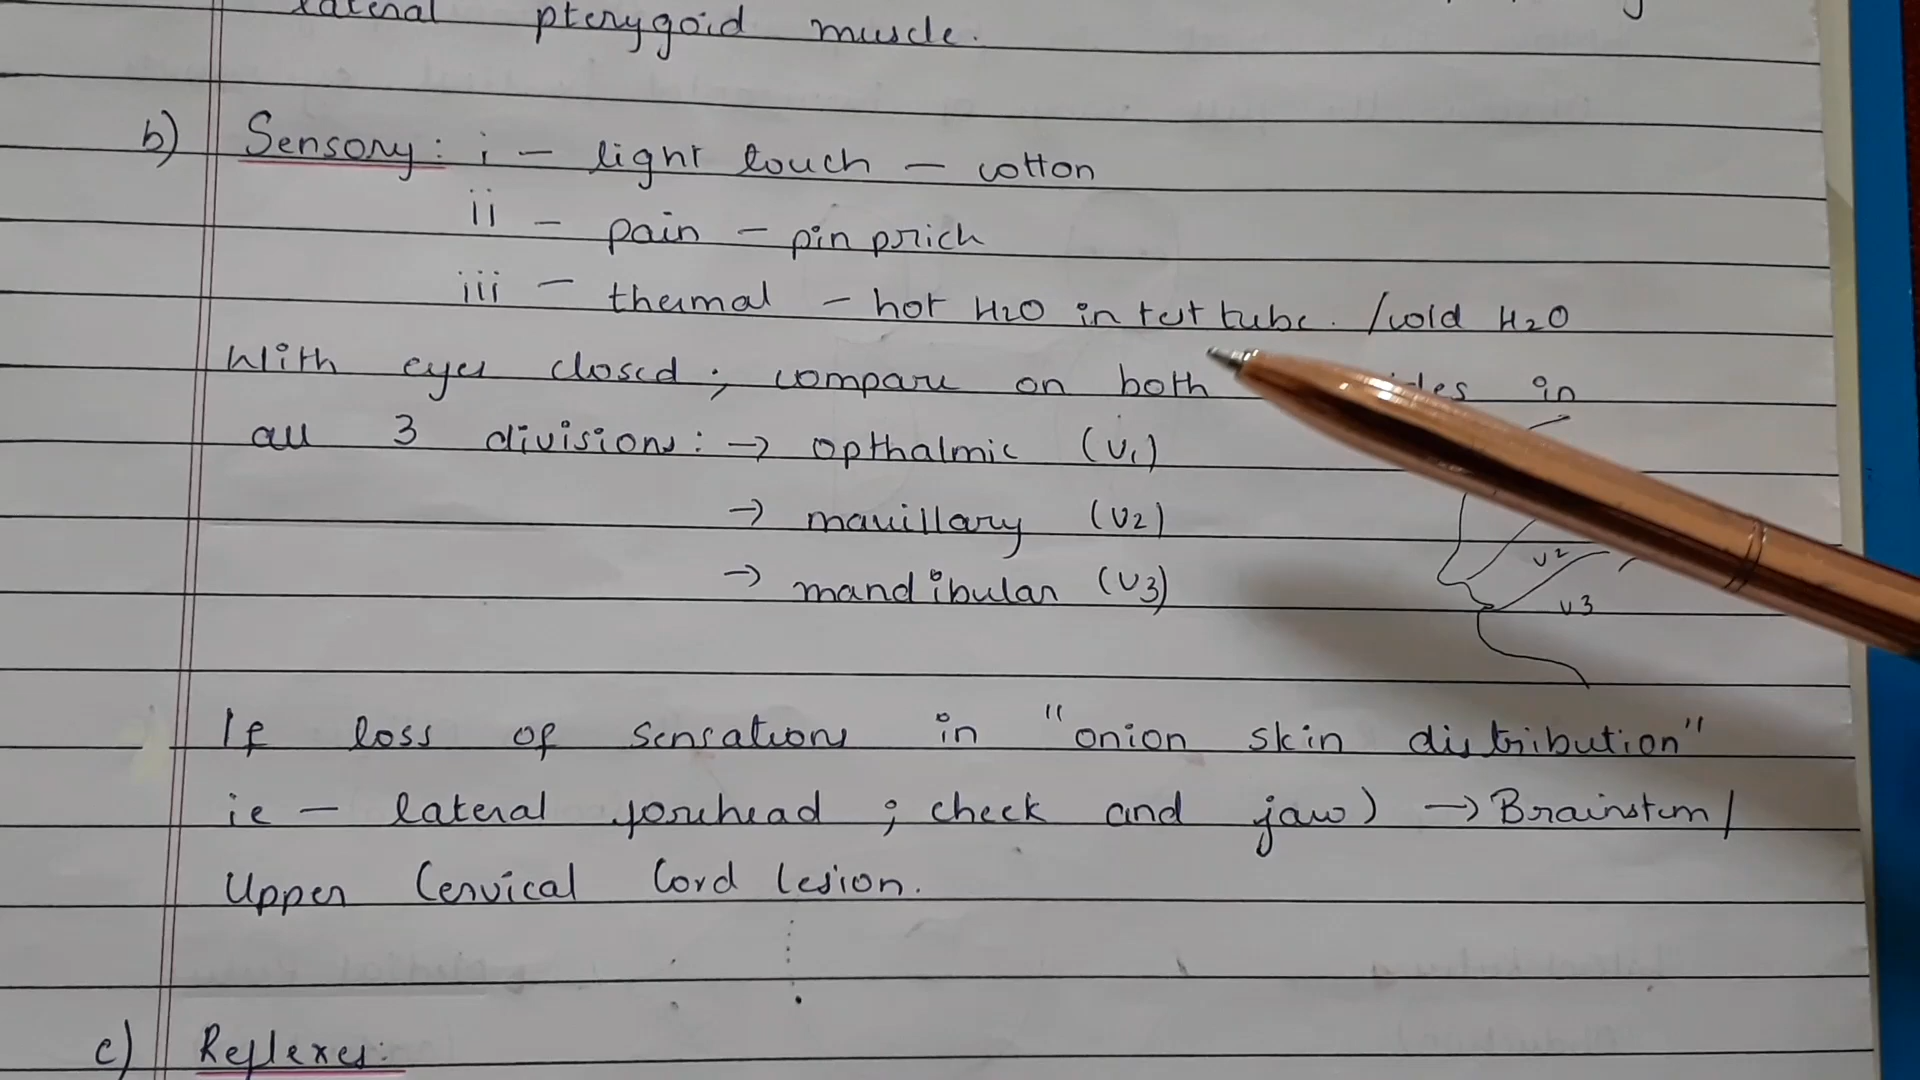 lateral pterygoid muscle.
b) Sensory: i – light touch – cotton
ii – pain – pin prick
iii – thermal – hot H2O in test tube. / cold H2O
With eyes closed; compare on both in
all 3 divisions: → opthalmic (V1)
→ maxillary (V2)
→ mandibular (V3)
V2
V3
If loss of sensations in "onion skin distribution"
ie – lateral forehead ; cheek and jaw) → Brainstem /
Upper Cervical Cord lesion.
c) Reflexes: